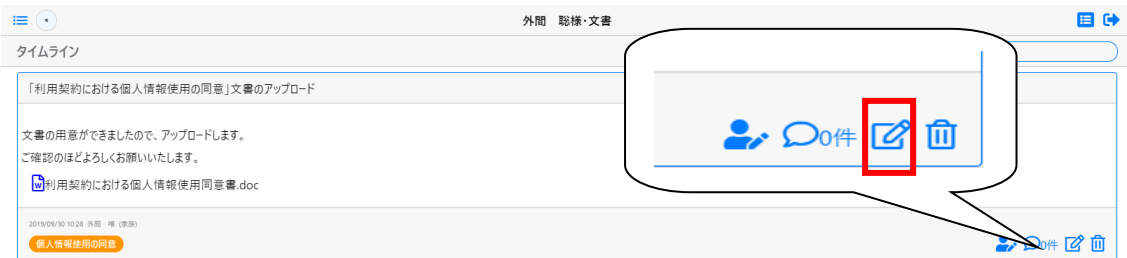 外間　聡様・文書
タイムライン
「利用契約における個人情報使用の同意」文書のアップロード
文書の用意ができましたので、アップロードします。
ご確認のほどよろしくお願いいたします。
利用契約における個人情報使用同意書.doc
2019/09/30 10:28 外間　唯 (家族)
個人情報使用の同意
0件
0件